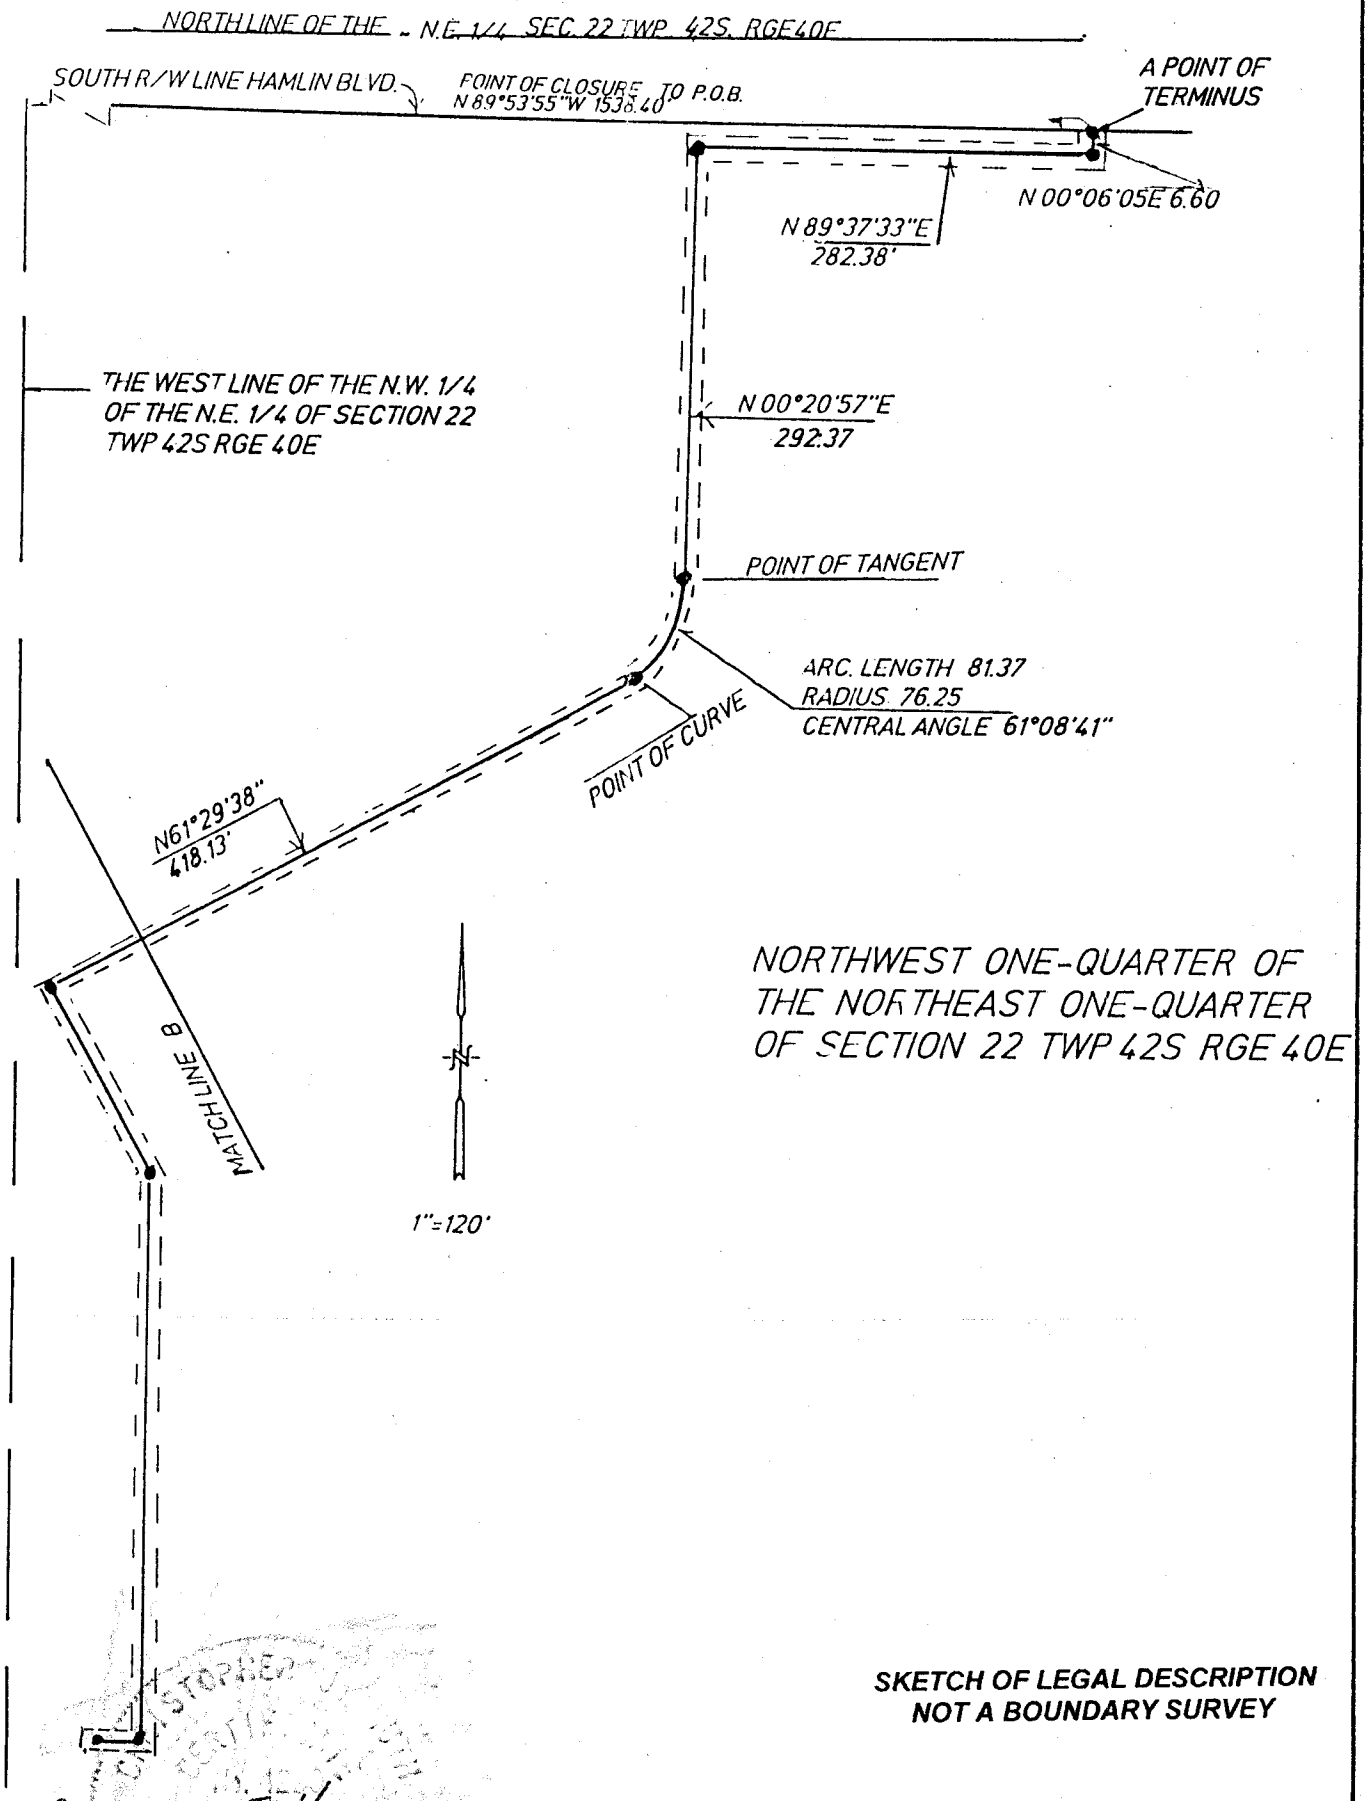 NORTH LINE OF THE N.E. 1/4 SEC. 22 TWP 42S. RGE 40E
SOUTH R/W LINE HAMLIN BLVD.
POINT OF CLOSURE TO P.O.B.
N 89°53'55"W 1538.40'
A POINT OF
TERMINUS
N 00°06'05E 6.60
N 89°37'33"E
282.38'
THE WEST LINE OF THE N.W. 1/4
OF THE N.E. 1/4 OF SECTION 22
TWP 42S RGE 40E
N 00°20'57"E
292.37
POINT OF TANGENT
ARC. LENGTH 81.37
RADIUS 76.25
CENTRAL ANGLE 61°08'41"
POINT OF CURVE
N61°29'38"
418.13'
MATCH LINE B
N
1"=120'
NORTHWEST ONE-QUARTER OF
THE NORTHEAST ONE-QUARTER
OF SECTION 22 TWP 42S RGE 40E
SKETCH OF LEGAL DESCRIPTION
NOT A BOUNDARY SURVEY